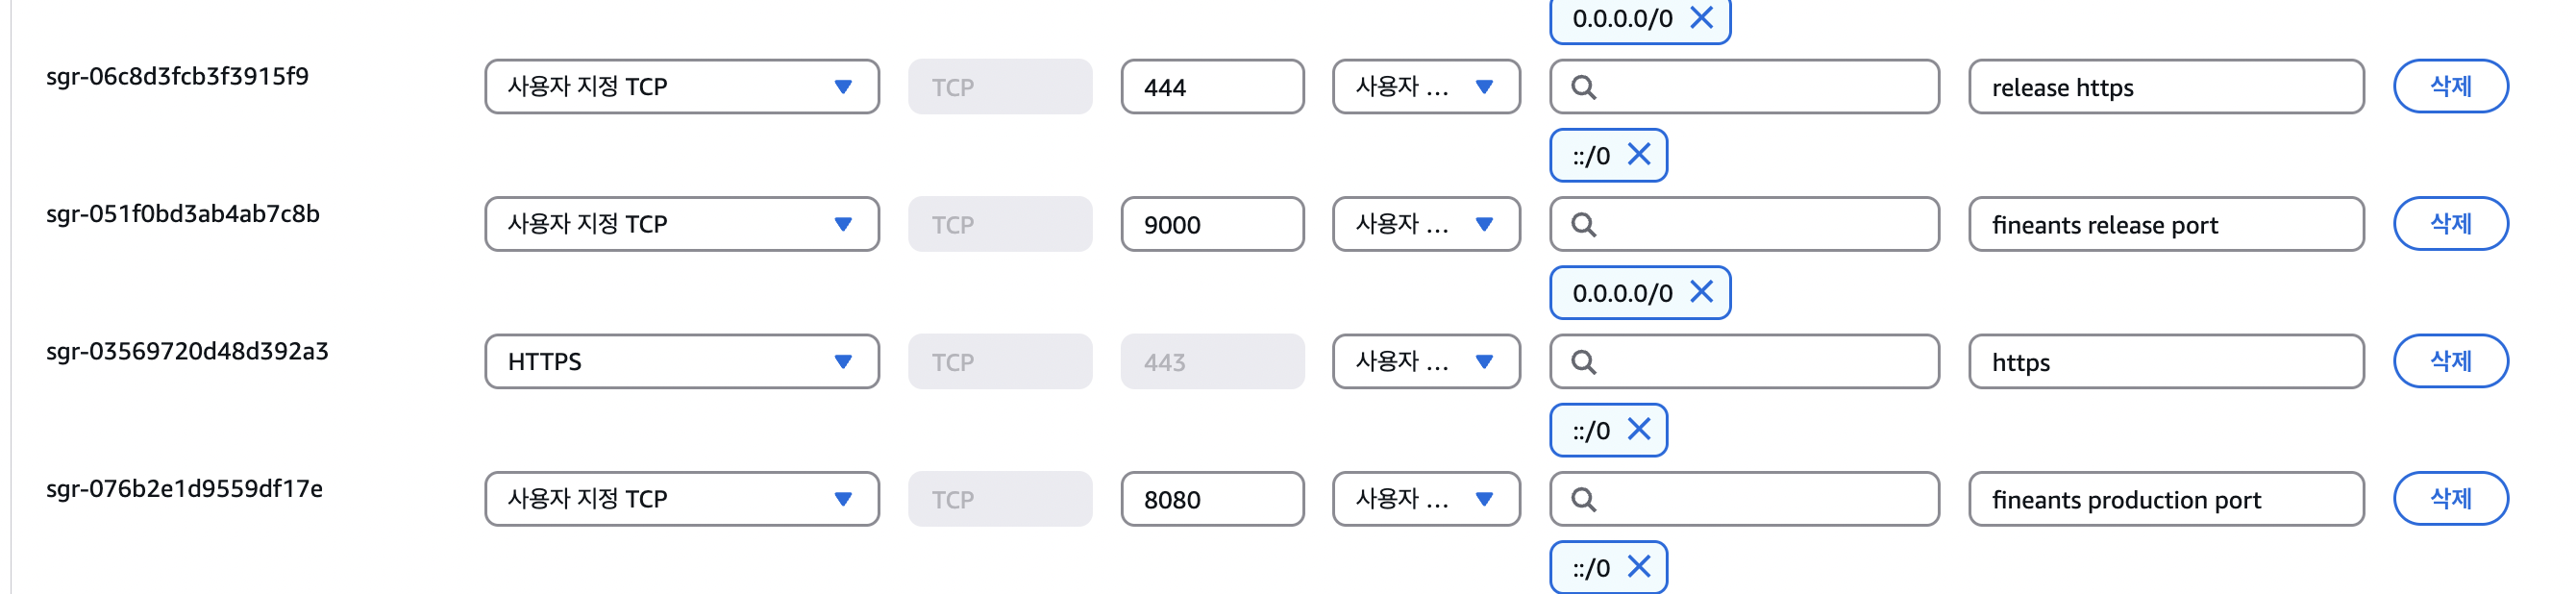 0.0.0.0/0
sgr-06c8d3fcb3f3915f9 사용자 지정 TCP TCP 444 사용자 ... release https 삭제
::/0
sgr-051f0bd3ab4ab7c8b 사용자 지정 TCP TCP 9000 사용자 ... fineants release port 삭제
0.0.0.0/0
sgr-03569720d48d392a3 HTTPS TCP 443 사용자 ... https 삭제
::/0
sgr-076b2e1d9559df17e 사용자 지정 TCP TCP 8080 사용자 ... fineants production port 삭제
::/0